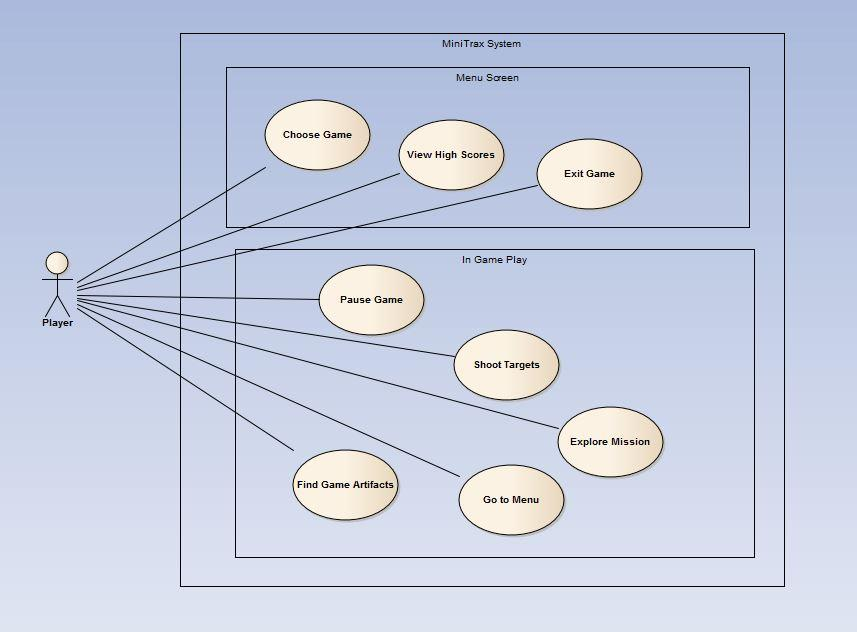 MiniTrax System
Menu Screen
Choose Game
View High Scores
Exit Game
Player
In Game Play
Pause Game
Shoot Targets
Explore Mission
Find Game Artifacts
Go to Menu